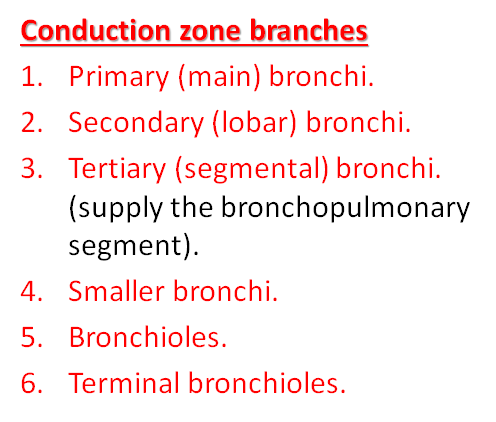 Conduction zone branches
1. Primary (main) bronchi.
2. Secondary (lobar) bronchi.
3. Tertiary (segmental) bronchi.
(supply the bronchopulmonary
segment).
4. Smaller bronchi.
5. Bronchioles.
6. Terminal bronchioles.